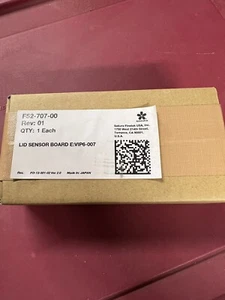 F52-707-00
Rev: 01
QTY: 1 Each
Sakura Finetek USA, Inc.
1750 West 214th Street,
Torrance, CA 90501,
U.S.A.
LID SENSOR BOARD E:VIP6-007
Made in JAPAN